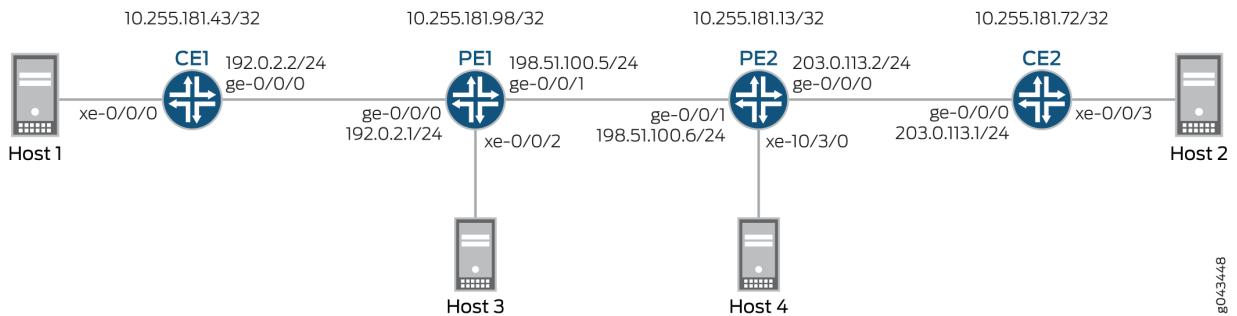 10.255.181.43/32
10.255.181.98/32
10.255.181.13/32
10.255.181.72/32
CE1
192.0.2.2/24
ge-0/0/0
PE1
198.51.100.5/24
ge-0/0/1
PE2
203.0.113.2/24
ge-0/0/0
CE2
xe-0/0/0
ge-0/0/0
192.0.2.1/24
xe-0/0/2
ge-0/0/1
198.51.100.6/24
xe-10/3/0
ge-0/0/0
203.0.113.1/24
xe-0/0/3
Host 1
Host 2
Host 3
Host 4
g043448